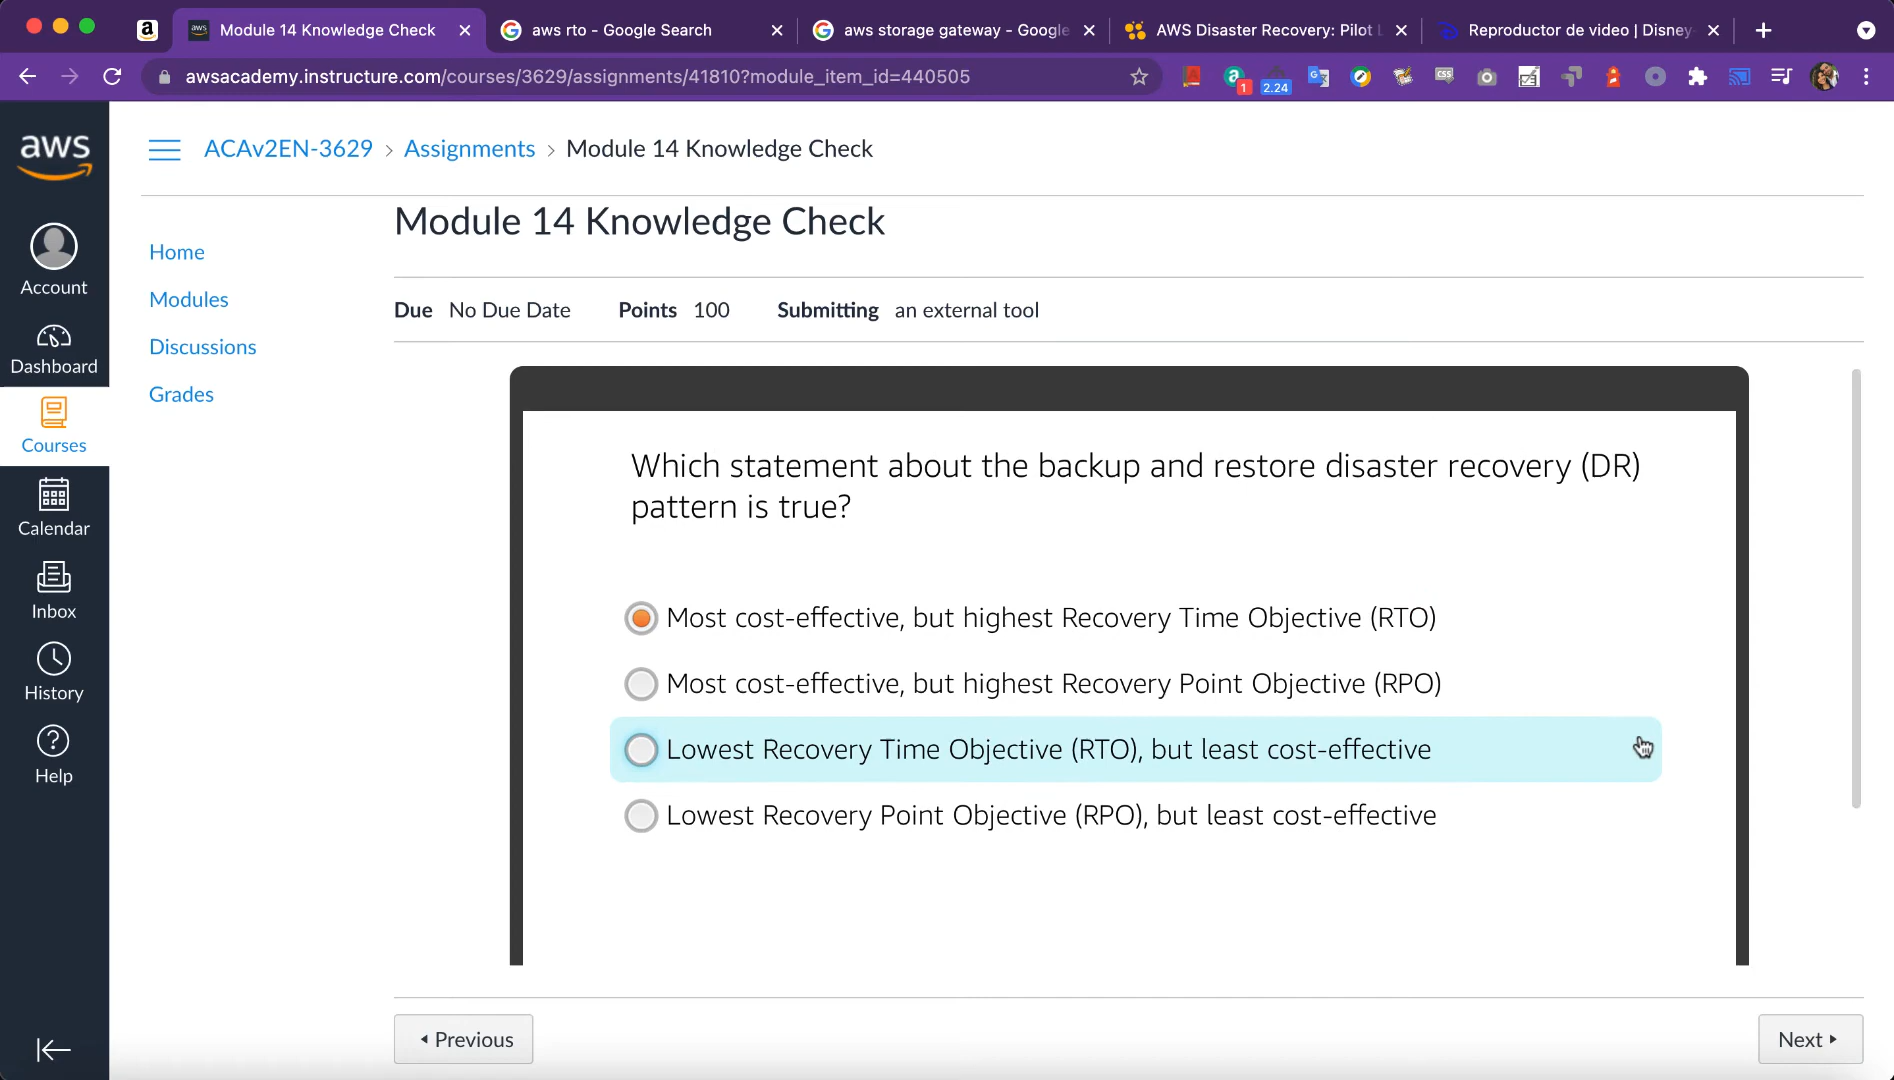 Module 14 Knowledge Check
aws rto - Google Search
aws storage gateway - Google
AWS Disaster Recovery: Pilot L
Reproductor de video | Disney
awsacademy.instructure.com/courses/3629/assignments/41810?module_item_id=440505
1
2.24
CSS
aws
ACAv2EN-3629 > Assignments > Module 14 Knowledge Check
Module 14 Knowledge Check
Account
Dashboard
Courses
Calendar
Inbox
History
Help
Home
Modules
Discussions
Grades
Due No Due Date Points 100 Submitting an external tool
Which statement about the backup and restore disaster recovery (DR)
pattern is true?
Most cost-effective, but highest Recovery Time Objective (RTO)
Most cost-effective, but highest Recovery Point Objective (RPO)
Lowest Recovery Time Objective (RTO), but least cost-effective
Lowest Recovery Point Objective (RPO), but least cost-effective
Previous
Next